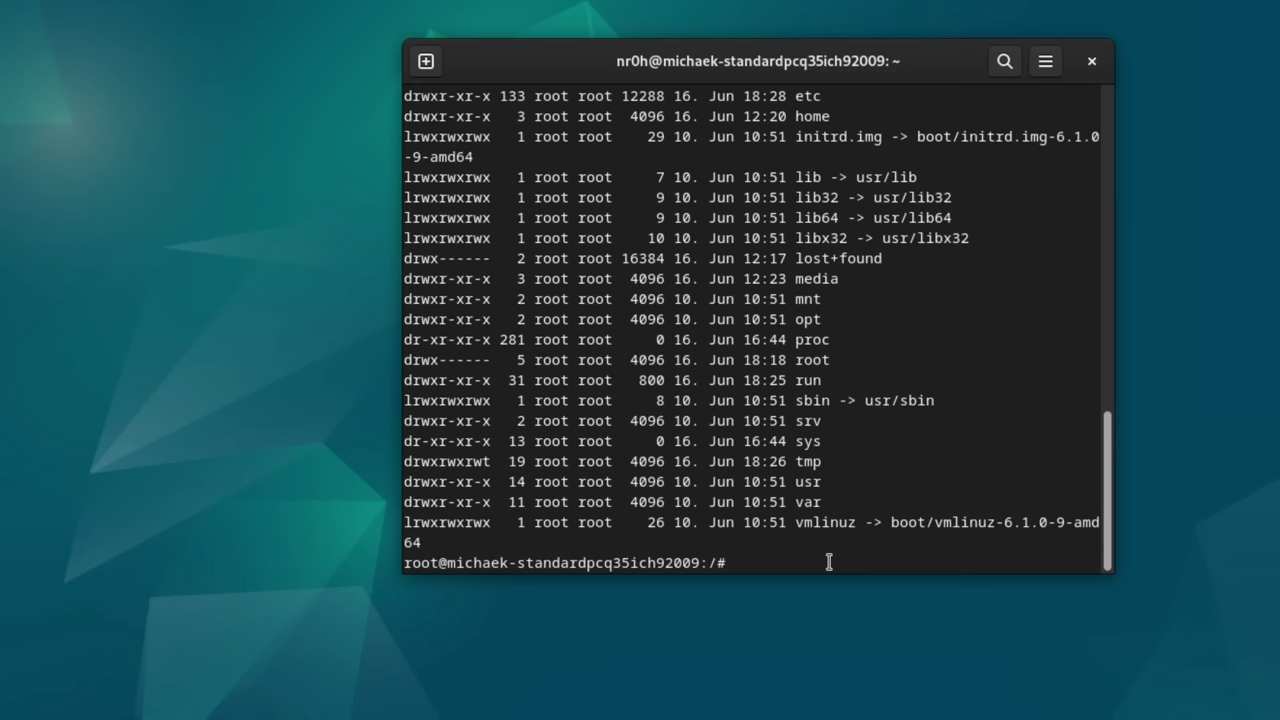 nr0h@michaek-standardpcq35ich92009: ~
drwxr-xr-x 133 root root 12288 16. Jun 18:28 etc
drwxr-xr-x   3 root root  4096 16. Jun 12:20 home
lrwxrwxrwx   1 root root    29 10. Jun 10:51 initrd.img -> boot/initrd.img-6.1.0
-9-amd64
lrwxrwxrwx   1 root root     7 10. Jun 10:51 lib -> usr/lib
lrwxrwxrwx   1 root root     9 10. Jun 10:51 lib32 -> usr/lib32
lrwxrwxrwx   1 root root     9 10. Jun 10:51 lib64 -> usr/lib64
lrwxrwxrwx   1 root root    10 10. Jun 10:51 libx32 -> usr/libx32
drwx------   2 root root 16384 16. Jun 12:17 lost+found
drwxr-xr-x   3 root root  4096 16. Jun 12:23 media
drwxr-xr-x   2 root root  4096 10. Jun 10:51 mnt
drwxr-xr-x   2 root root  4096 10. Jun 10:51 opt
dr-xr-xr-x 281 root root     0 16. Jun 16:44 proc
drwx------   5 root root  4096 16. Jun 18:18 root
drwxr-xr-x  31 root root   800 16. Jun 18:25 run
lrwxrwxrwx   1 root root     8 10. Jun 10:51 sbin -> usr/sbin
drwxr-xr-x   2 root root  4096 10. Jun 10:51 srv
dr-xr-xr-x  13 root root     0 16. Jun 16:44 sys
drwxrwxrwt  19 root root  4096 16. Jun 18:26 tmp
drwxr-xr-x  14 root root  4096 10. Jun 10:51 usr
drwxr-xr-x  11 root root  4096 10. Jun 10:51 var
lrwxrwxrwx   1 root root    26 10. Jun 10:51 vmlinuz -> boot/vmlinuz-6.1.0-9-amd
64
root@michaek-standardpcq35ich92009:/#